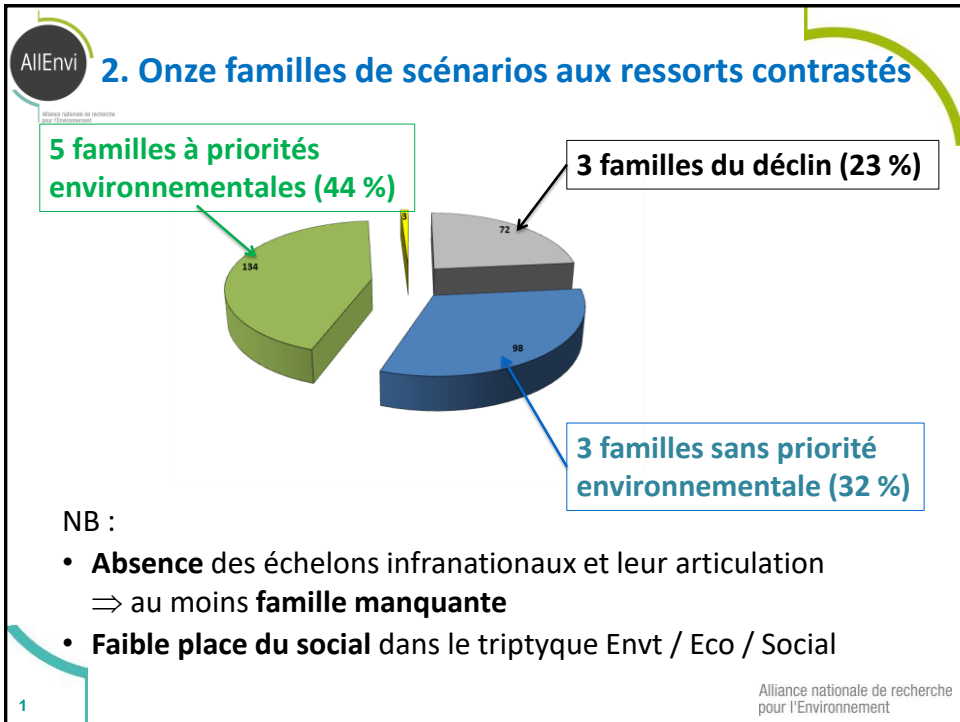 AllEnvi
Alliance nationale de recherche
pour l'Environnement
2. Onze familles de scénarios aux ressorts contrastés
5 familles à priorités
environnementales (44 %)
3 familles du déclin (23 %)
3
72
134
98
3 familles sans priorité
environnementale (32 %)
NB :
• Absence des échelons infranationaux et leur articulation
⇒ au moins famille manquante
• Faible place du social dans le triptyque Envt / Eco / Social
1
Alliance nationale de recherche
pour l'Environnement